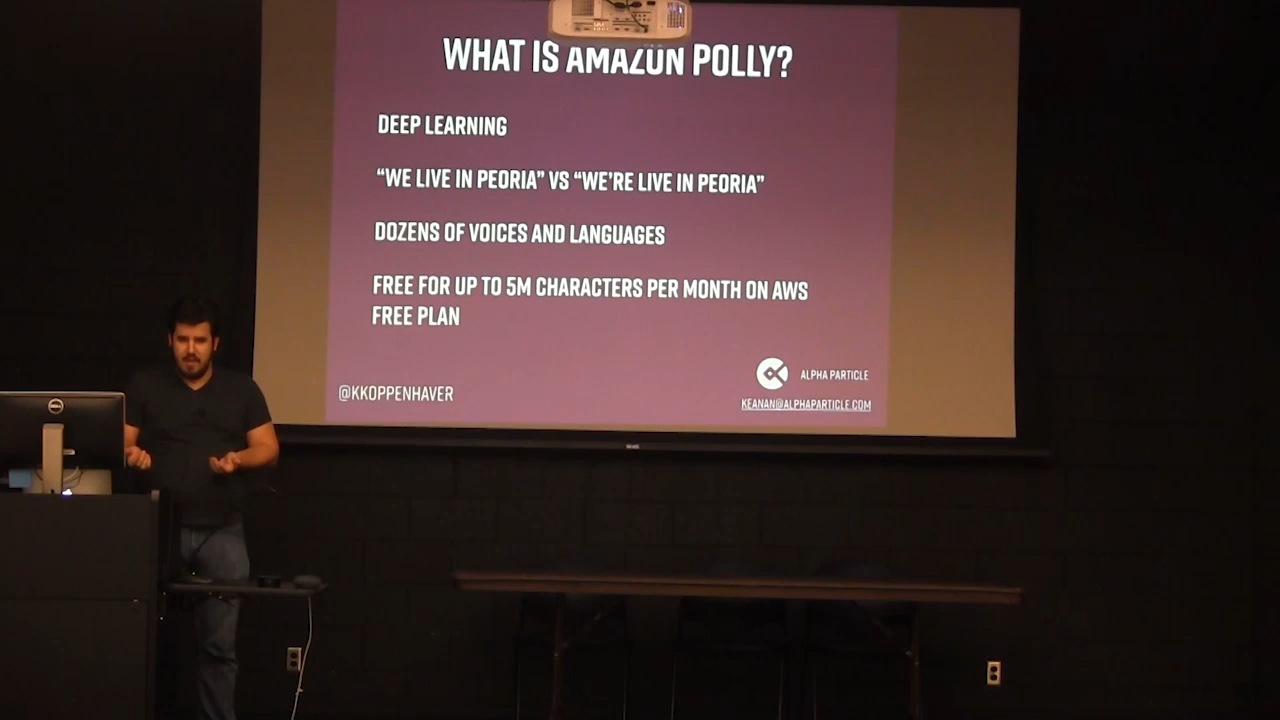 WHAT IS AMAZON POLLY?
DEEP LEARNING
“WE LIVE IN PEORIA” VS “WE’RE LIVE IN PEORIA”
DOZENS OF VOICES AND LANGUAGES
FREE FOR UP TO 5M CHARACTERS PER MONTH ON AWS
FREE PLAN
ALPHA PARTICLE
@KKOPPENHAVER
KEANAN@ALPHAPARTICLE.COM
DELL